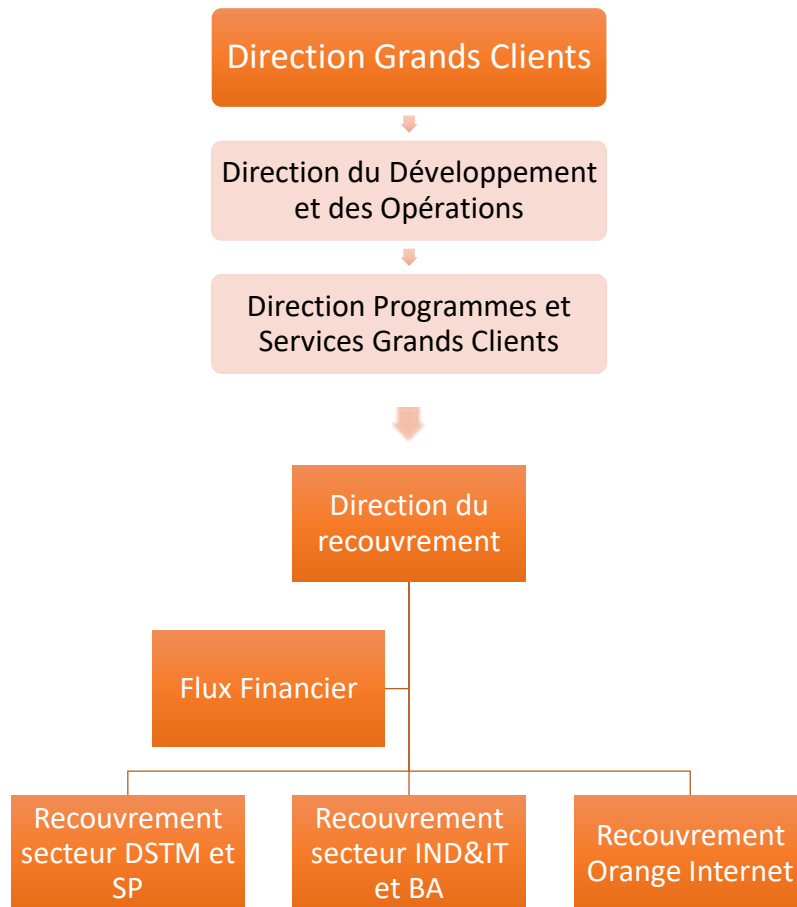 Direction Grands Clients
Direction du Développement
et des Opérations
Direction Programmes et
Services Grands Clients
Direction du
recouvrement
Flux Financier
Recouvrement
secteur DSTM et
SP
Recouvrement
secteur IND&IT
et BA
Recouvrement
Orange Internet